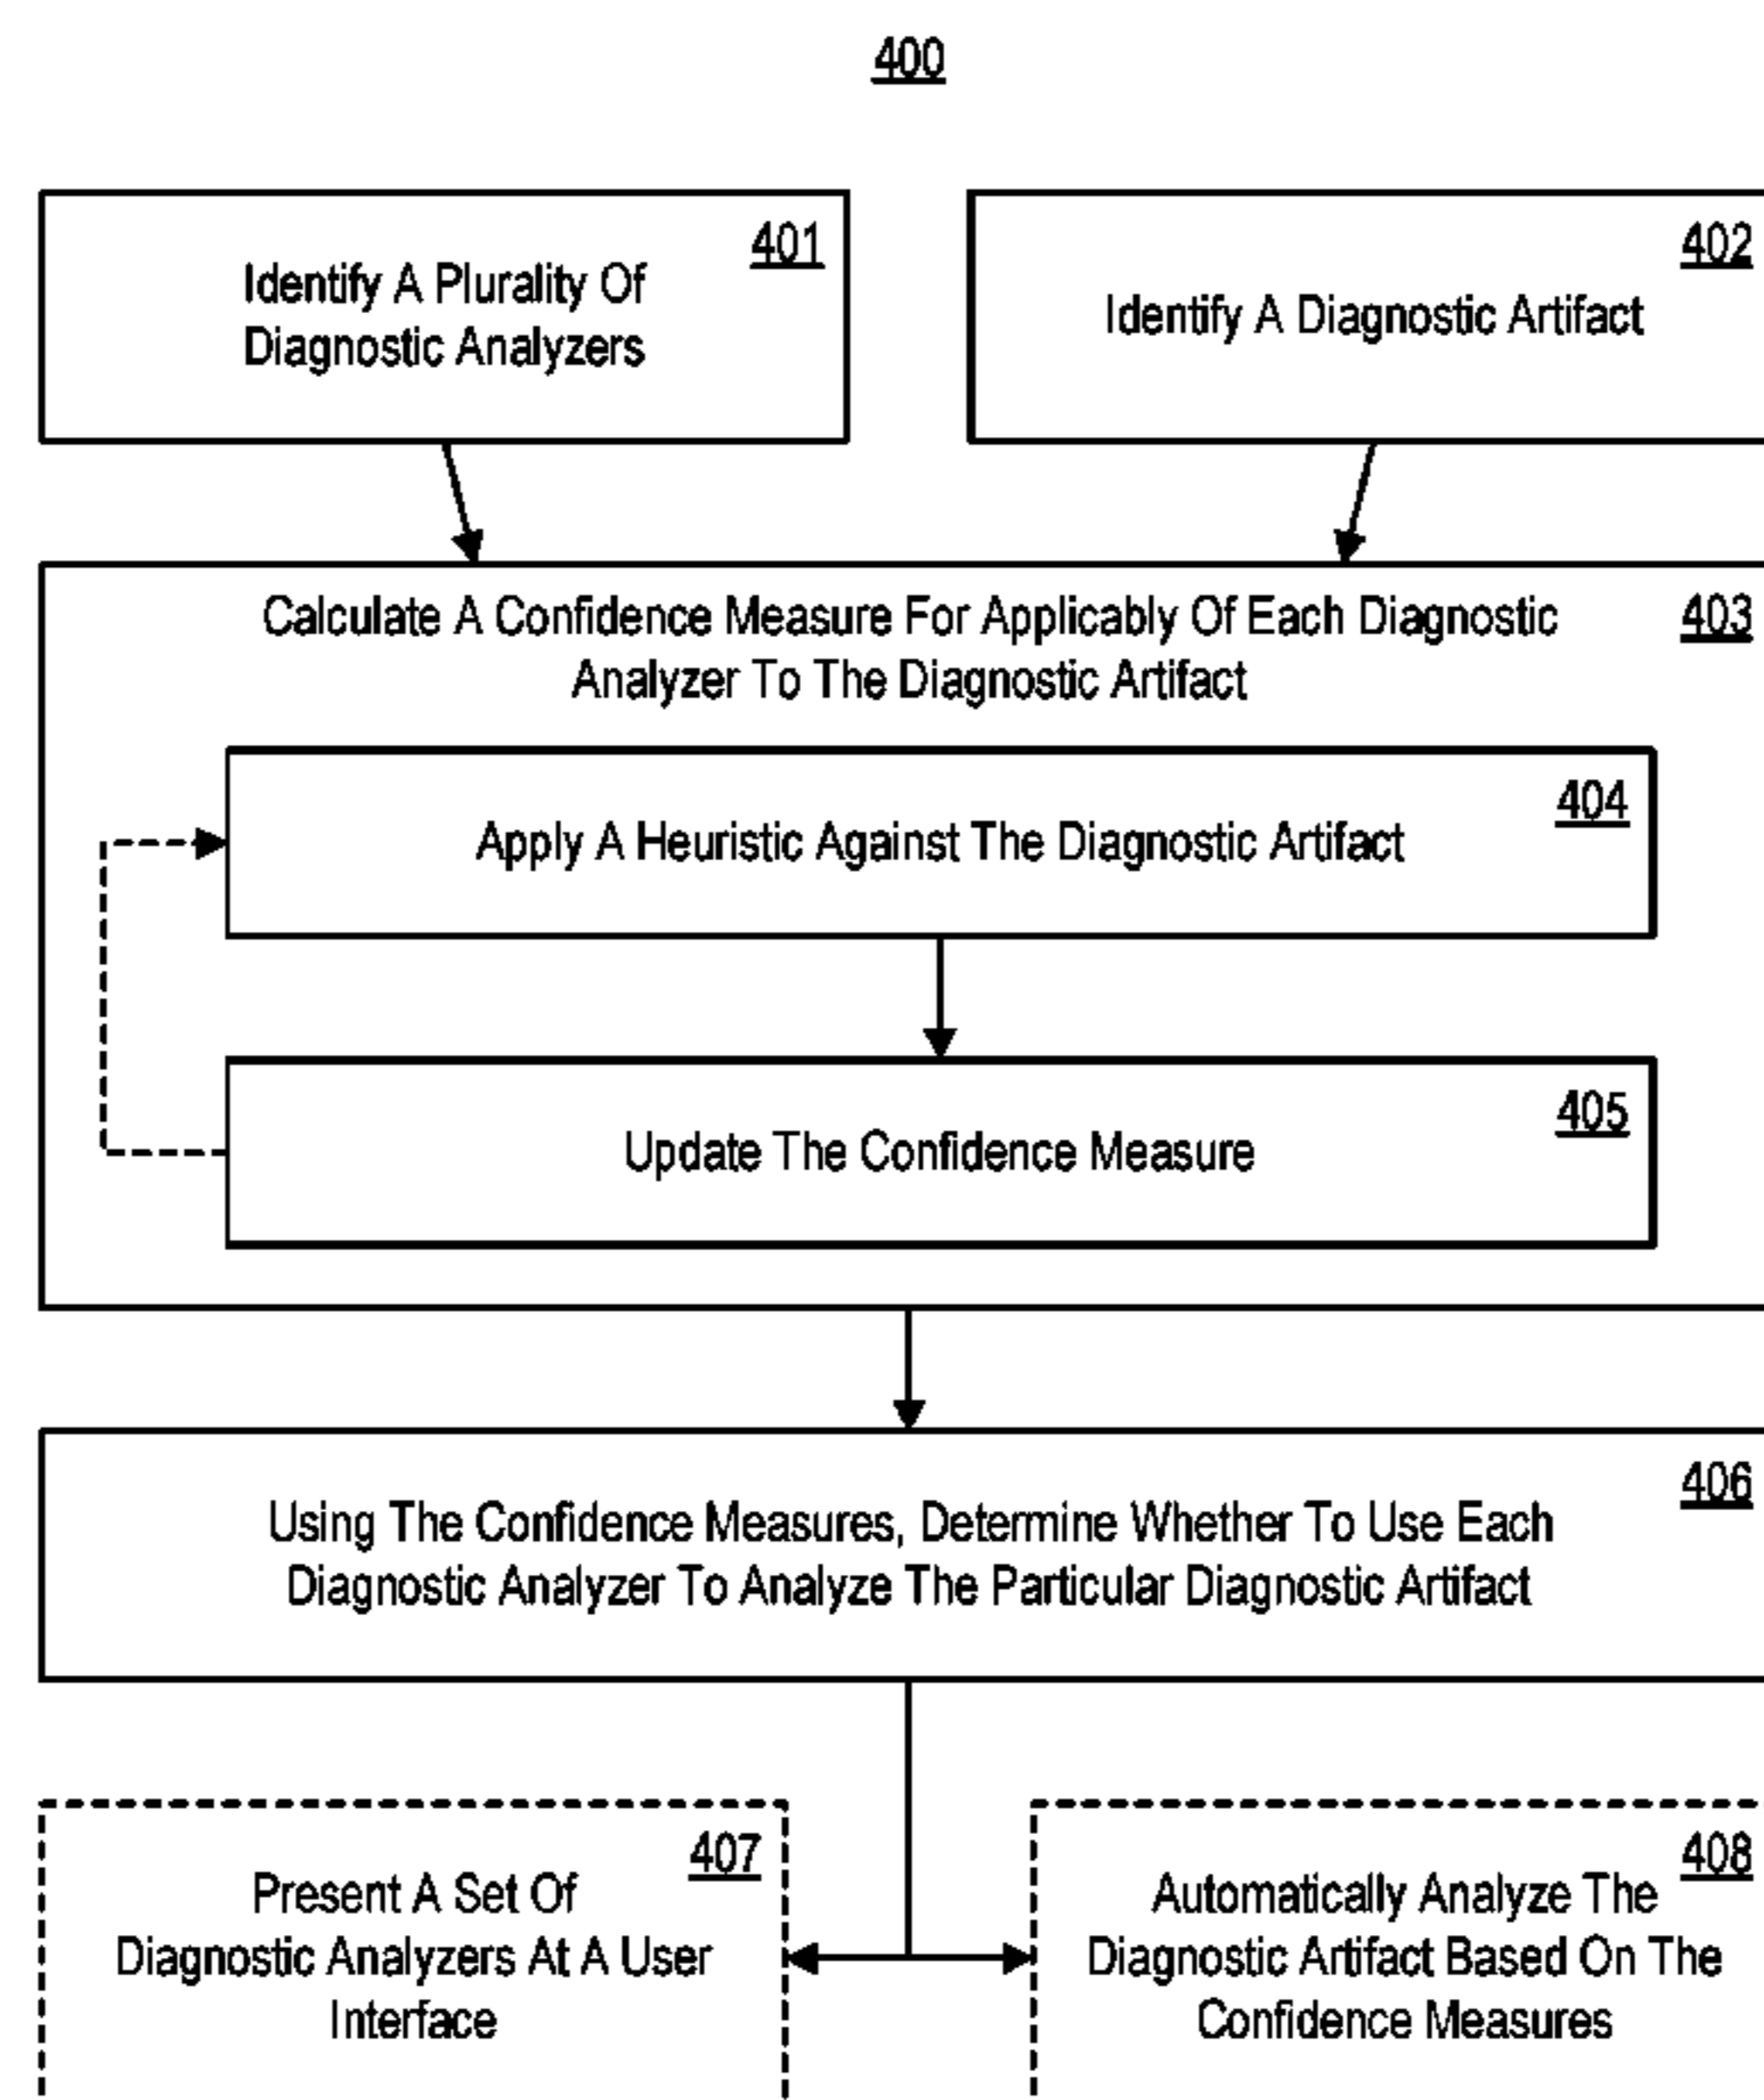 400
401
Identify A Plurality Of
Diagnostic Analyzers
402
Identify A Diagnostic Artifact
Calculate A Confidence Measure For Applicably Of Each Diagnostic
Analyzer To The Diagnostic Artifact
403
404
Apply A Heuristic Against The Diagnostic Artifact
405
Update The Confidence Measure
406
Using The Confidence Measures, Determine Whether To Use Each
Diagnostic Analyzer To Analyze The Particular Diagnostic Artifact
407
Present A Set Of
Diagnostic Analyzers At A User
Interface
408
Automatically Analyze The
Diagnostic Artifact Based On The
Confidence Measures